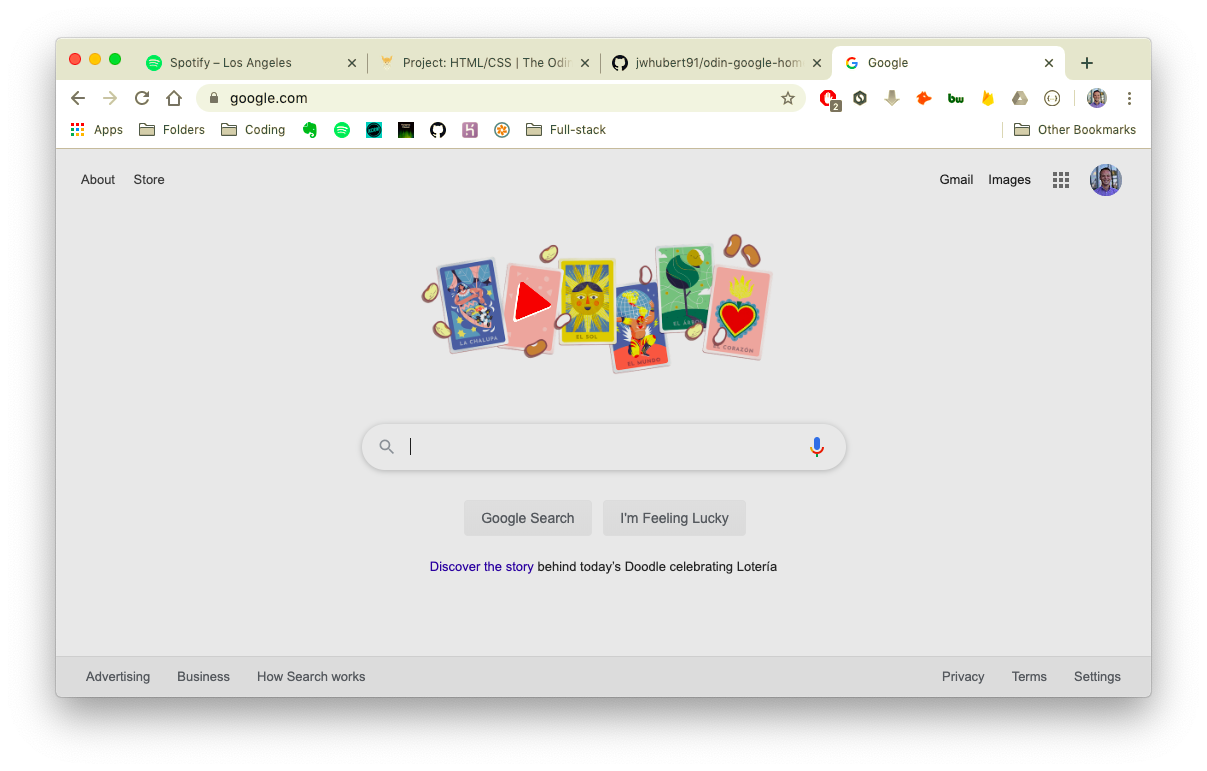 Spotify – Los Angeles
Project: HTML/CSS | The Odin
jwhubert91/odin-google-hom
Google
google.com
2
Apps
Folders
Coding
bw
Full-stack
Other Bookmarks
About
Store
Gmail
Images
LA CHALUPA
EL SOL
EL MUNDO
EL ÁRBOL
EL CORAZÓN
Google Search
I'm Feeling Lucky
Discover the story behind today's Doodle celebrating Lotería
Advertising
Business
How Search works
Privacy
Terms
Settings